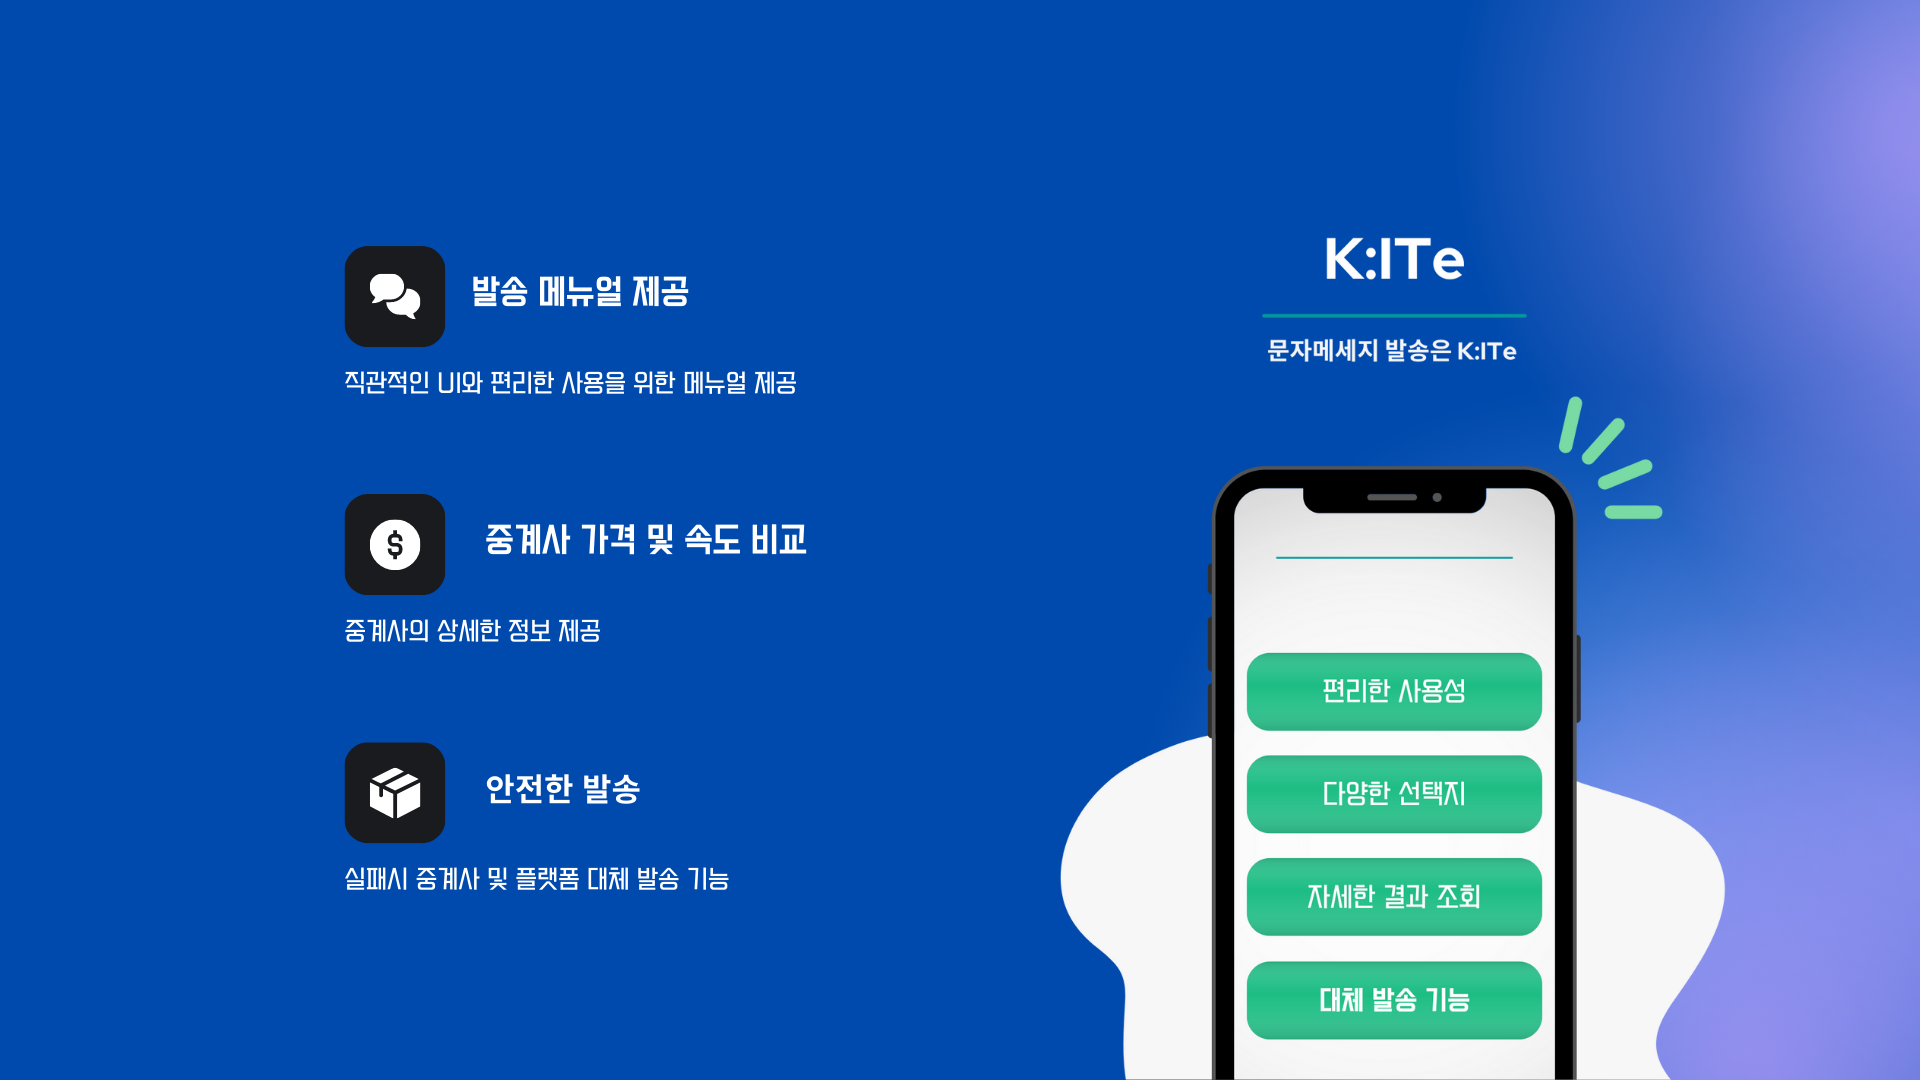 발송 메뉴얼 제공
직관적인 UI와 편리한 사용을 위한 메뉴얼 제공
중계사 가격 및 속도 비교
중계사의 상세한 정보 제공
안전한 발송
실패시 중계사 및 플랫폼 대체 발송 기능
K:ITe
문자메세지 발송은 K:ITe
편리한 사용성
다양한 선택지
자세한 결과 조회
대체 발송 기능